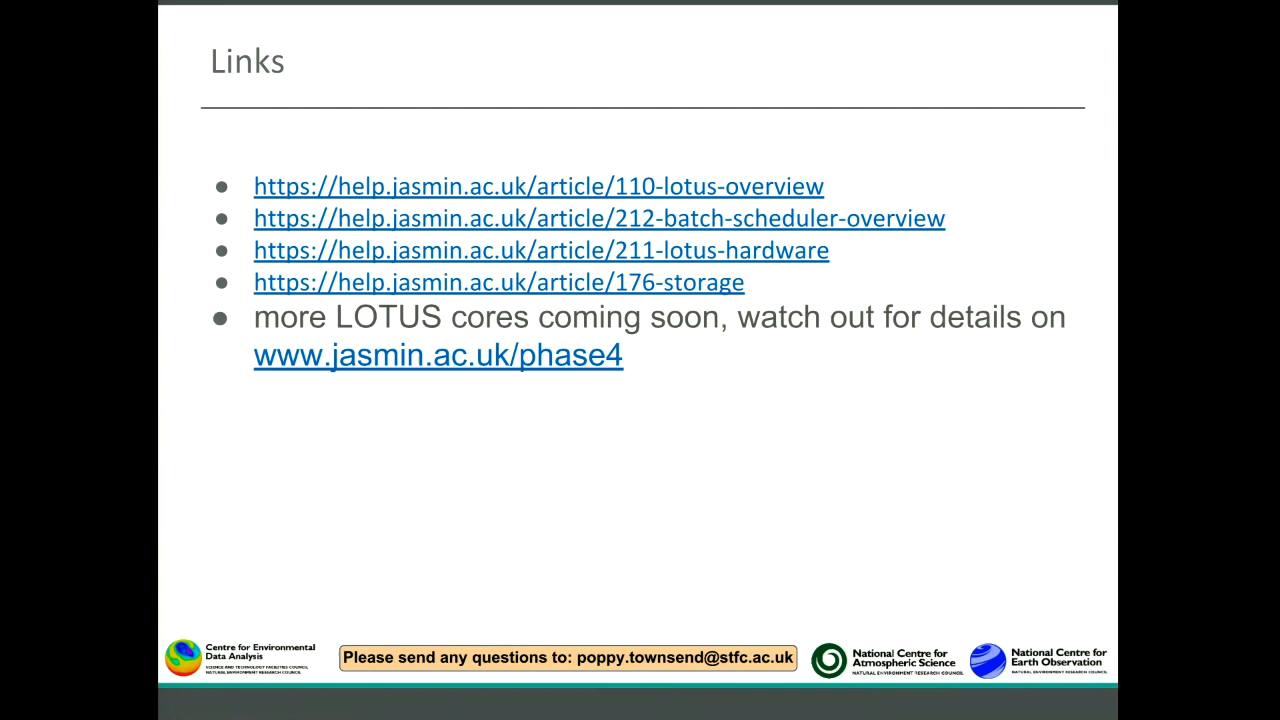 Links
● https://help.jasmin.ac.uk/article/110-lotus-overview
● https://help.jasmin.ac.uk/article/212-batch-scheduler-overview
● https://help.jasmin.ac.uk/article/211-lotus-hardware
● https://help.jasmin.ac.uk/article/176-storage
● more LOTUS cores coming soon, watch out for details on
www.jasmin.ac.uk/phase4
Centre for Environmental
Data Analysis
SCIENCE AND TECHNOLOGY FACILITIES COUNCIL
NATURAL ENVIRONMENT RESEARCH COUNCIL
Please send any questions to: poppy.townsend@stfc.ac.uk
National Centre for
Atmospheric Science
NATURAL ENVIRONMENT RESEARCH COUNCIL
National Centre for
Earth Observation
NATURAL ENVIRONMENT RESEARCH COUNCIL